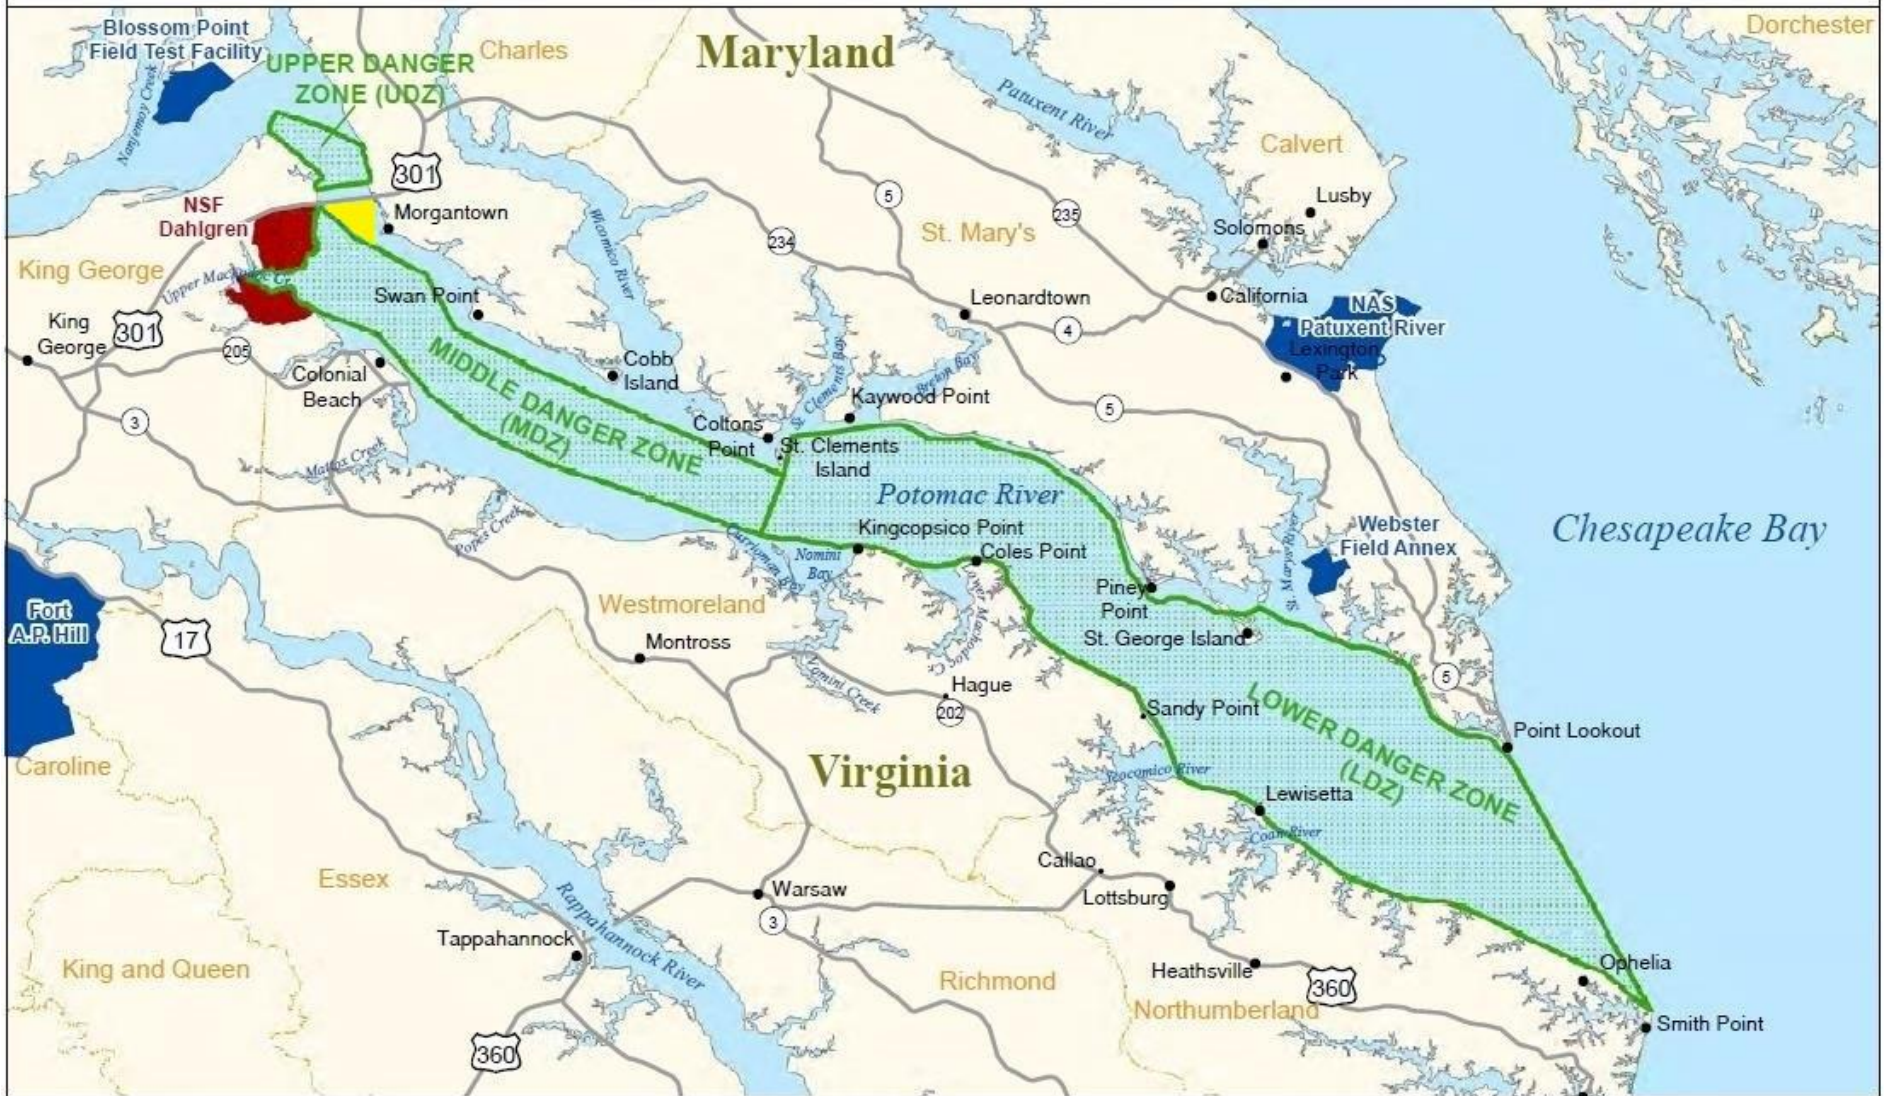 Blossom Point
Field Test Facility
Nanjemoy Creek
UPPER DANGER
ZONE (UDZ)
Charles
Maryland
Dorchester
Patuxent River
Calvert
301
NSF
Dahlgren
Morgantown
Wicomico River
5
235
234
St. Mary's
Lusby
Solomons
King George
Upper Machodoc Cr.
Swan Point
Leonardtown
California
NAS
Patuxent River
Lexington
Park
King
George
301
205
4
Colonial
Beach
MIDDLE DANGER ZONE
(MDZ)
Cobb
Island
St. Clements Bay
Breton Bay
Kaywood Point
5
3
Coltons
Point
St. Clements
Island
Mattox Creek
Potomac River
Popes Creek
Currioman Bay
Nomini
Bay
Kingcopsico Point
Coles Point
St. Marys River
Webster
Field Annex
Chesapeake Bay
Fort
A.P. Hill
17
Westmoreland
Piney
Point
St. George Island
Montross
Lower Machodoc Cr
Nomini Creek
Hague
202
Sandy Point
5
LOWER DANGER ZONE
(LDZ)
Point Lookout
Caroline
Virginia
Yeocomico River
Lewisetta
Coan River
Essex
Callao
Lottsburg
Warsaw
3
Rappahannock River
Tappahannock
King and Queen
Richmond
Heathsville
360
Northumberland
Ophelia
Smith Point
360